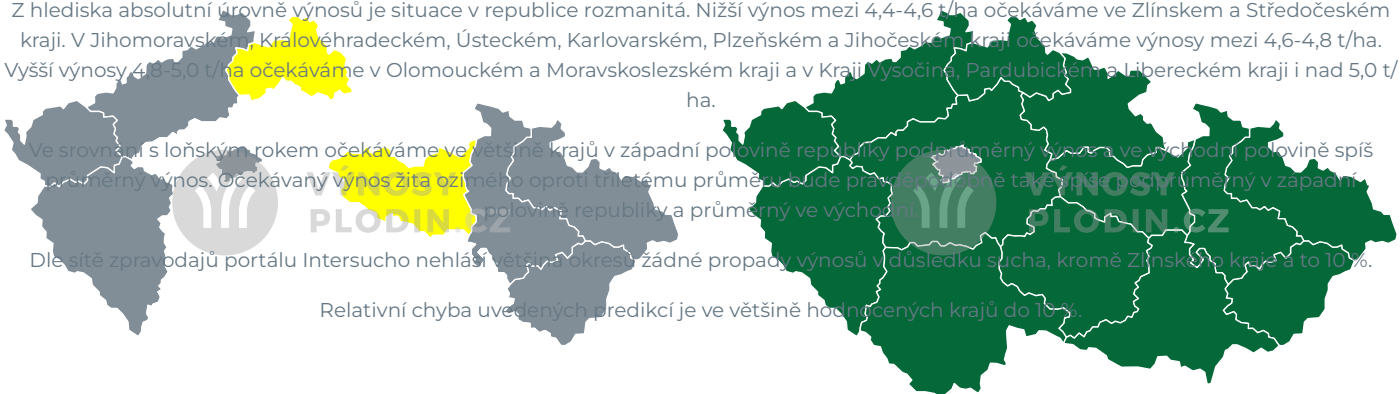 Z hlediska absolutní úrovně výnosů je situace v republice rozmanitá. Nižší výnos mezi 4,4-4,6 t/ha očekáváme ve Zlínskem a Středočeském
kraji. V Jihomoravském, Královéhradeckém, Ústeckém, Karlovarském, Plzeňském a Jihočeském kraji očekáváme výnosy mezi 4,6-4,8 t/ha.
Vyšší výnosy 4,8-5,0 t/ha očekáváme v Olomouckém a Moravskoslezském kraji a v Kraji Vysočina, Pardubickém a Libereckém kraji i nad 5,0 t/
ha.
Ve srovnání s loňským rokem očekáváme ve většině krajů v západní polovině republiky podprůměrný výnos a ve východní polovině spíš
průměrný výnos. Očekávaný výnos žita ozimého oproti tříletému průměru bude pravděpodobně také spíše podprůměrný v západní
polovině republiky a průměrný ve východní.
VÝNOSY
PLODIN.CZ
VÝNOSY
PLODIN.CZ
Dle sítě zpravodajů portálu Intersucho nehlásí většina okresů žádné propady výnosů v důsledku sucha, kromě Zlínského kraje a to 10 %.
Relativní chyba uvedených predikcí je ve většině hodnocených krajů do 10 %.